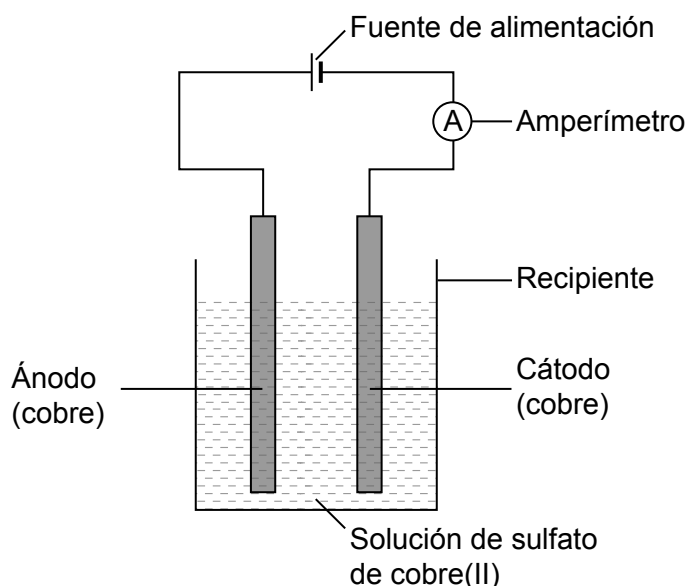 Fuente de alimentación
A
Amperímetro
Recipiente
Ánodo
(cobre)
Cátodo
(cobre)
Solución de sulfato
de cobre(II)